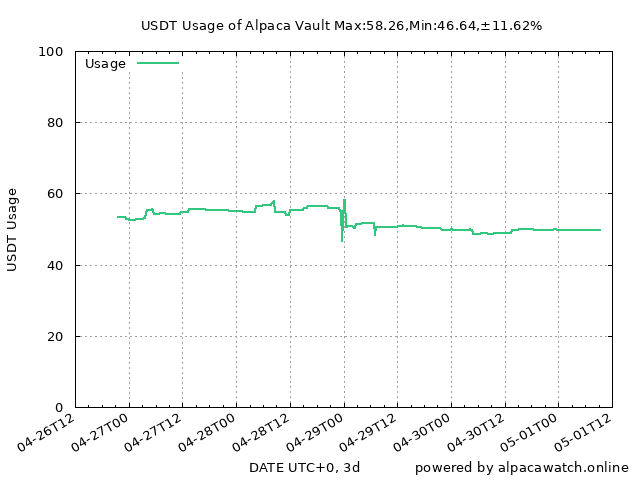 USDT Usage of Alpaca Vault Max:58.26,Min:46.64,±11.62%
Usage
USDT Usage
100
80
60
40
20
0
04-26T12
04-27T00
04-27T12
04-28T00
04-28T12
04-29T00
04-29T12
04-30T00
04-30T12
05-01T00
05-01T12
DATE UTC+0, 3d
powered by alpacawatch.online